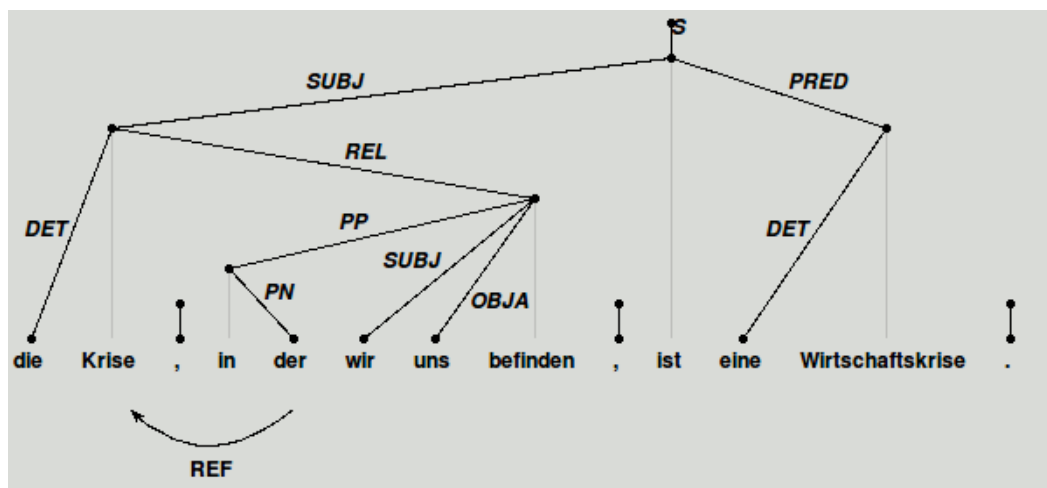 S
SUBJ PRED
REL
PP
DET SUBJ DET
PN OBJA
die Krise , in der wir uns befinden , ist eine Wirtschaftskrise .
REF